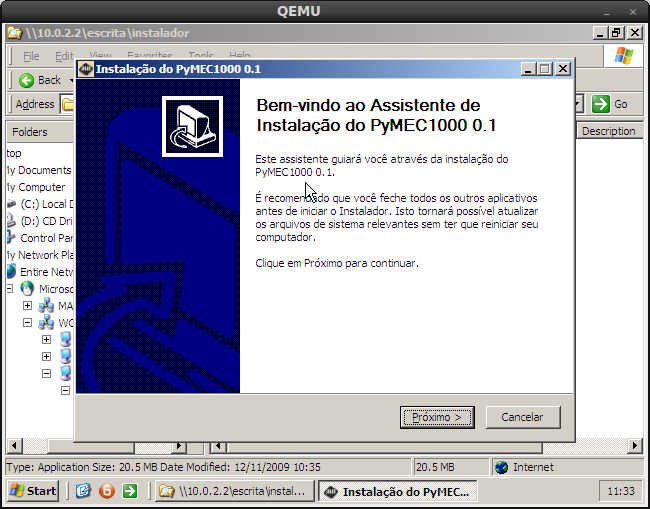 QEMU
\\10.0.2.2\escrita\instalador
File Edit View Favorites Tools Help
Back
Address
Go
Folders
Description
top
My Documents
My Computer
(C:) Local D
(D:) CD Dri
Control Pan
My Network Pla
Entire Netw
Microso
MA
WO
Instalação do PyMEC1000 0.1
Bem-vindo ao Assistente de
Instalação do PyMEC1000 0.1
Este assistente guiará você através da instalação do
PyMEC1000 0.1.
É recomendado que você feche todos os outros aplicativos
antes de iniciar o Instalador. Isto tornará possível atualizar
os arquivos de sistema relevantes sem ter que reiniciar seu
computador.
Clique em Próximo para continuar.
Próximo >
Cancelar
Type: Application Size: 20.5 MB Date Modified: 12/11/2009 10:35
20.5 MB
Internet
Start
\\10.0.2.2\escrita\instal...
Instalação do PyMEC...
11:33